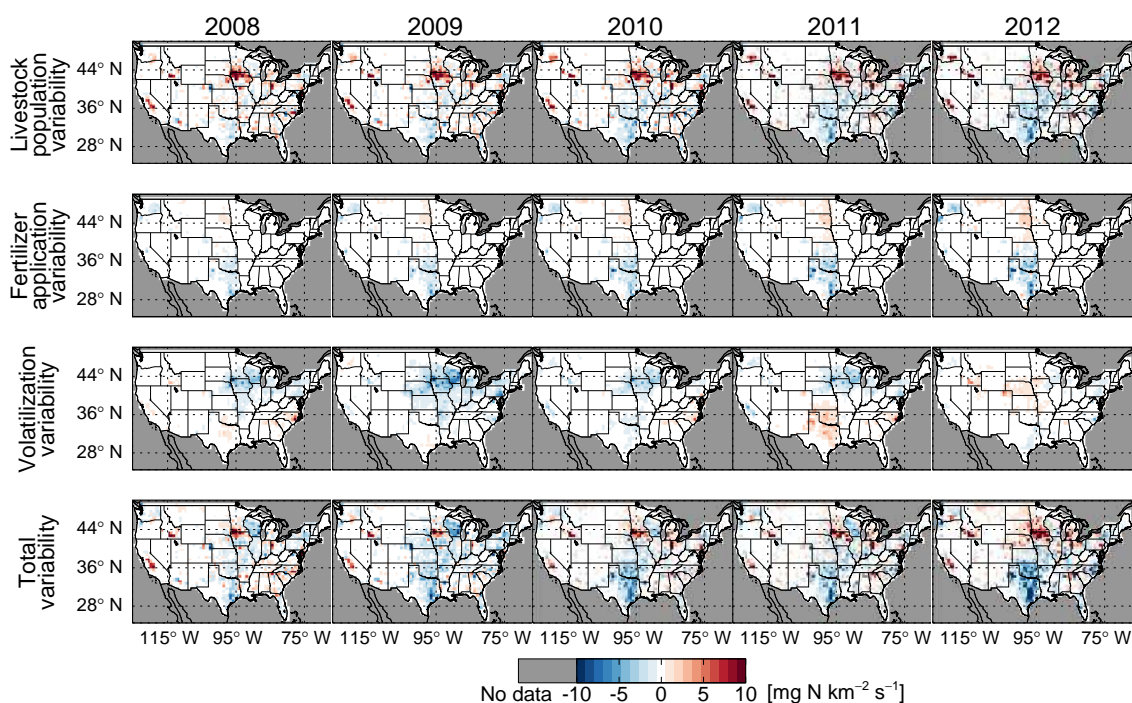 2008 2009 2010 2011 2012
Livestock
population
variability
44° N
36° N
28° N
Fertilizer
application
variability
44° N
36° N
28° N
Volatilization
variability
44° N
36° N
28° N
Total
variability
44° N
36° N
28° N
115° W 95° W 75° W 115° W 95° W 75° W 115° W 95° W 75° W 115° W 95° W 75° W 115° W 95° W 75° W
No data -10 -5 0 5 10 [mg N km⁻² s⁻¹]